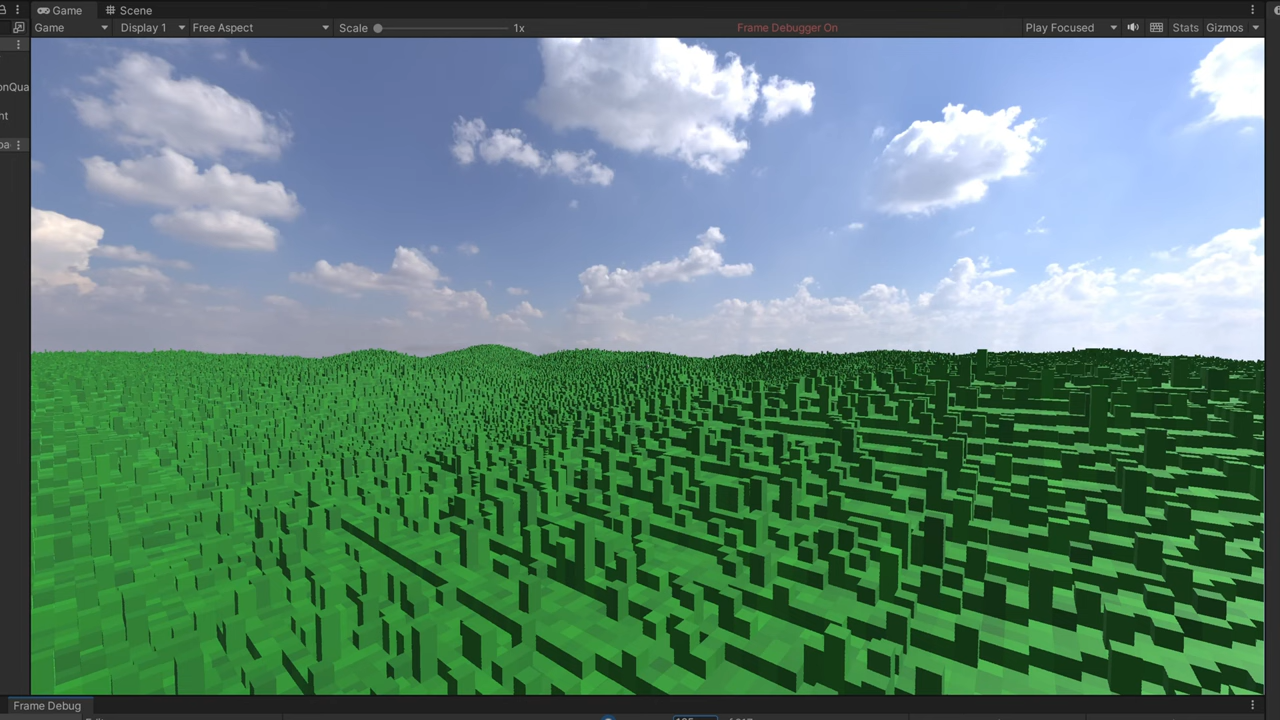 Game Scene
Game Display 1 Free Aspect Scale 1x Frame Debugger On Play Focused Stats Gizmos
onQua
nt
Frame Debug